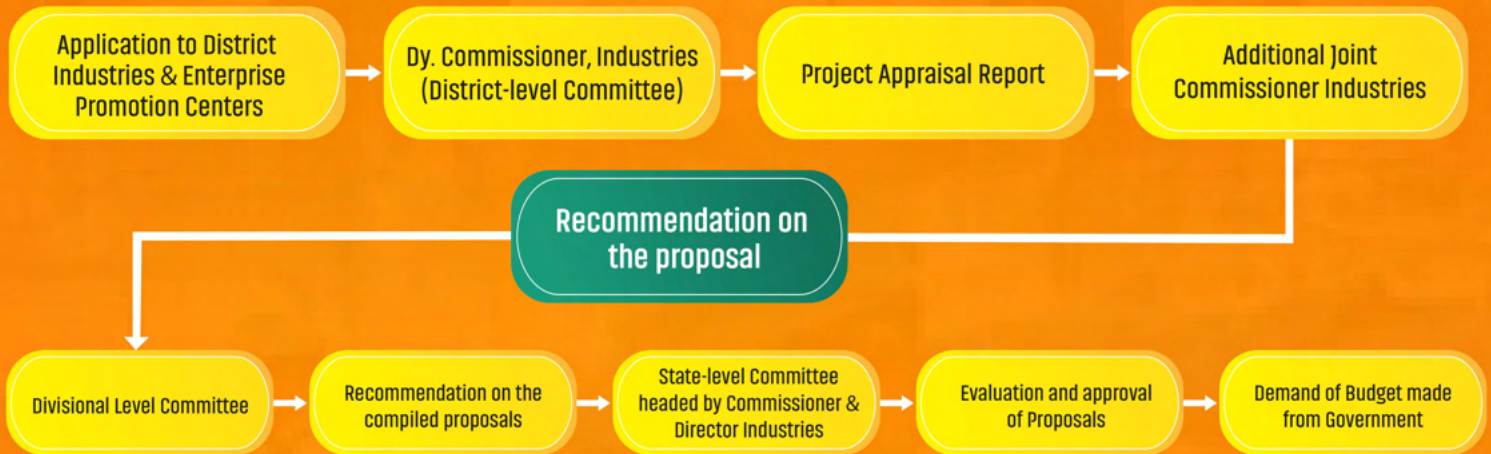 Application to District
Industries & Enterprise
Promotion Centers
Dy. Commissioner, Industries
(District-level Committee)
Project Appraisal Report
Additional Joint
Commissioner Industries
Recommendation on
the proposal
Divisional Level Committee
Recommendation on the
compiled proposals
State-level Committee
headed by Commissioner &
Director Industries
Evaluation and approval
of Proposals
Demand of Budget made
from Government